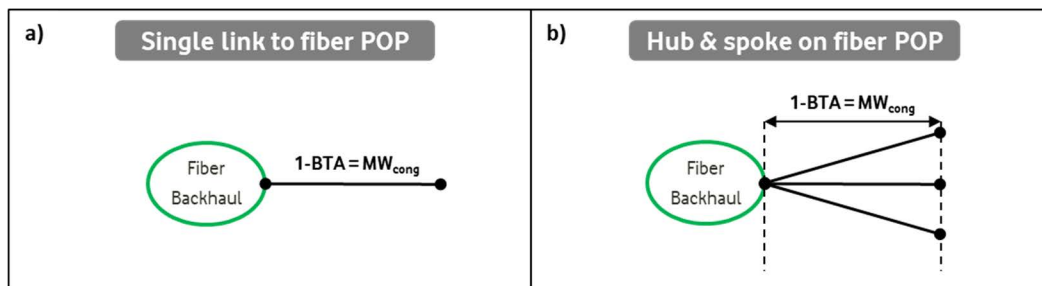 a)
Single link to fiber POP
Fiber
Backhaul
1-BTA = MWcong
b)
Hub & spoke on fiber POP
1-BTA = MWcong
Fiber
Backhaul